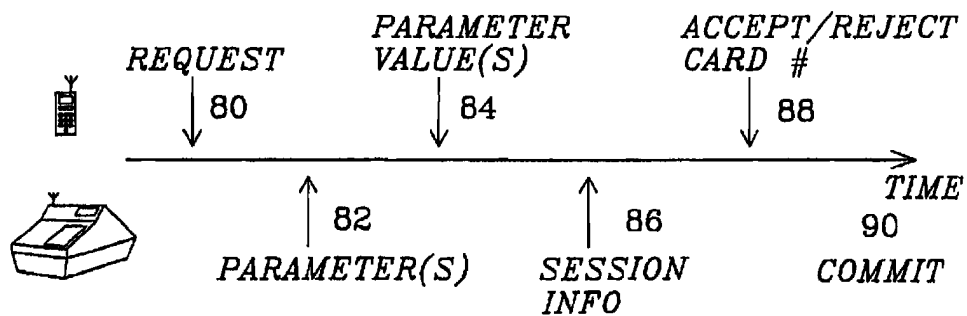 REQUEST
80
PARAMETER
VALUE(S)
84
ACCEPT/REJECT
CARD #
88
TIME
82
PARAMETER(S)
86
SESSION
INFO
90
COMMIT